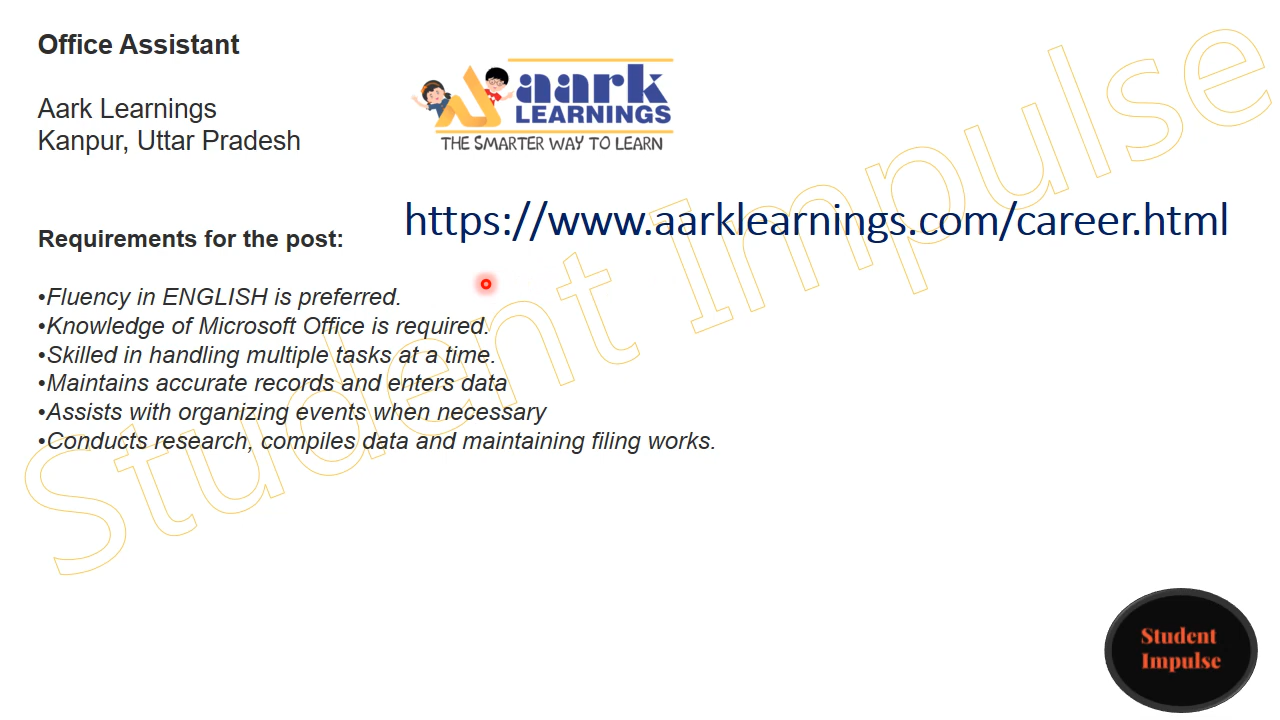 Office Assistant
Aark Learnings
Kanpur, Uttar Pradesh
aark
LEARNINGS
THE SMARTER WAY TO LEARN
https://www.aarklearnings.com/career.html
Requirements for the post:
•Fluency in ENGLISH is preferred.
•Knowledge of Microsoft Office is required.
•Skilled in handling multiple tasks at a time.
•Maintains accurate records and enters data
•Assists with organizing events when necessary
•Conducts research, compiles data and maintaining filing works.
Student Impulse
Student
Impulse